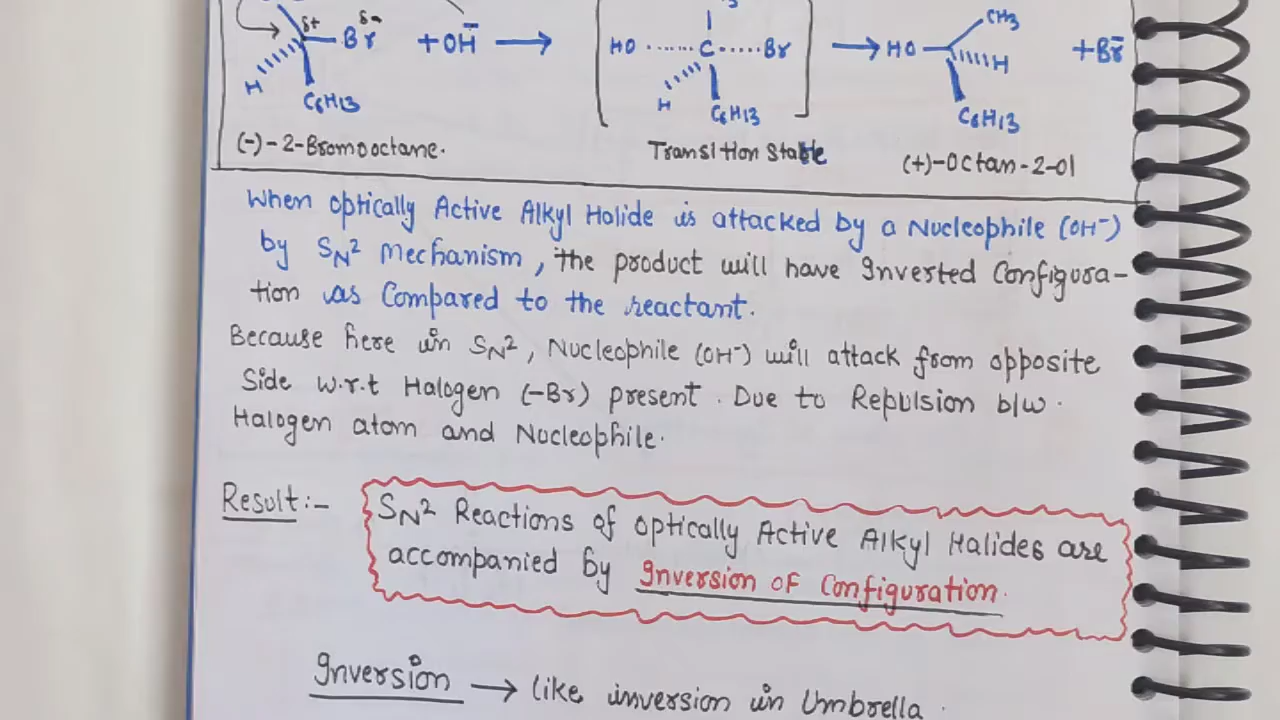 δ+ δ-
Br + OH⁻ ⟶ HO ...... C ...... Br ⟶ HO CH3 H + Br⁻
H C6H13 H C6H13 C6H13
(-)-2-Bromooctane. Transition Stable (+)-Octan-2-ol
When optically Active Alkyl Halide is attacked by a Nucleophile (OH⁻)
by SN2 Mechanism, the product will have Inverted Configura-
tion as Compared to the reactant.
Because here in SN2, Nucleophile (OH⁻) will attack from opposite
Side w.r.t Halogen (-Br) present. Due to Repulsion b/w.
Halogen atom and Nucleophile.
Result:- SN2 Reactions of optically Active Alkyl Halides are
accompanied by Inversion of Configuration.
Inversion → like inversion in Umbrella.